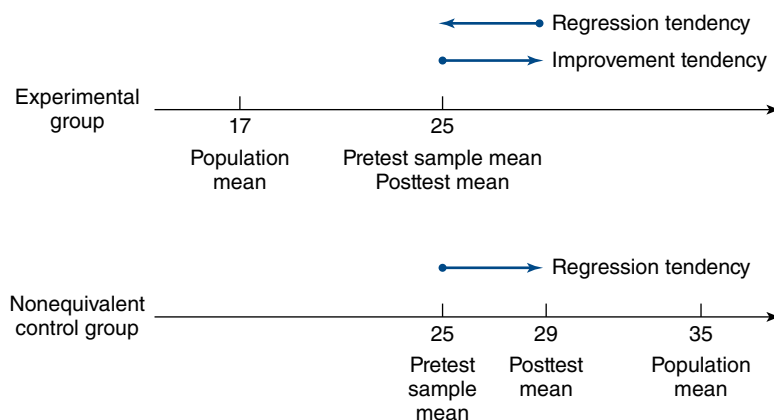 Regression tendency
Improvement tendency
Experimental
group
17
25
Population
mean
Pretest sample mean
Posttest mean
Regression tendency
Nonequivalent
control group
25
29
35
Pretest
sample
mean
Posttest
mean
Population
mean